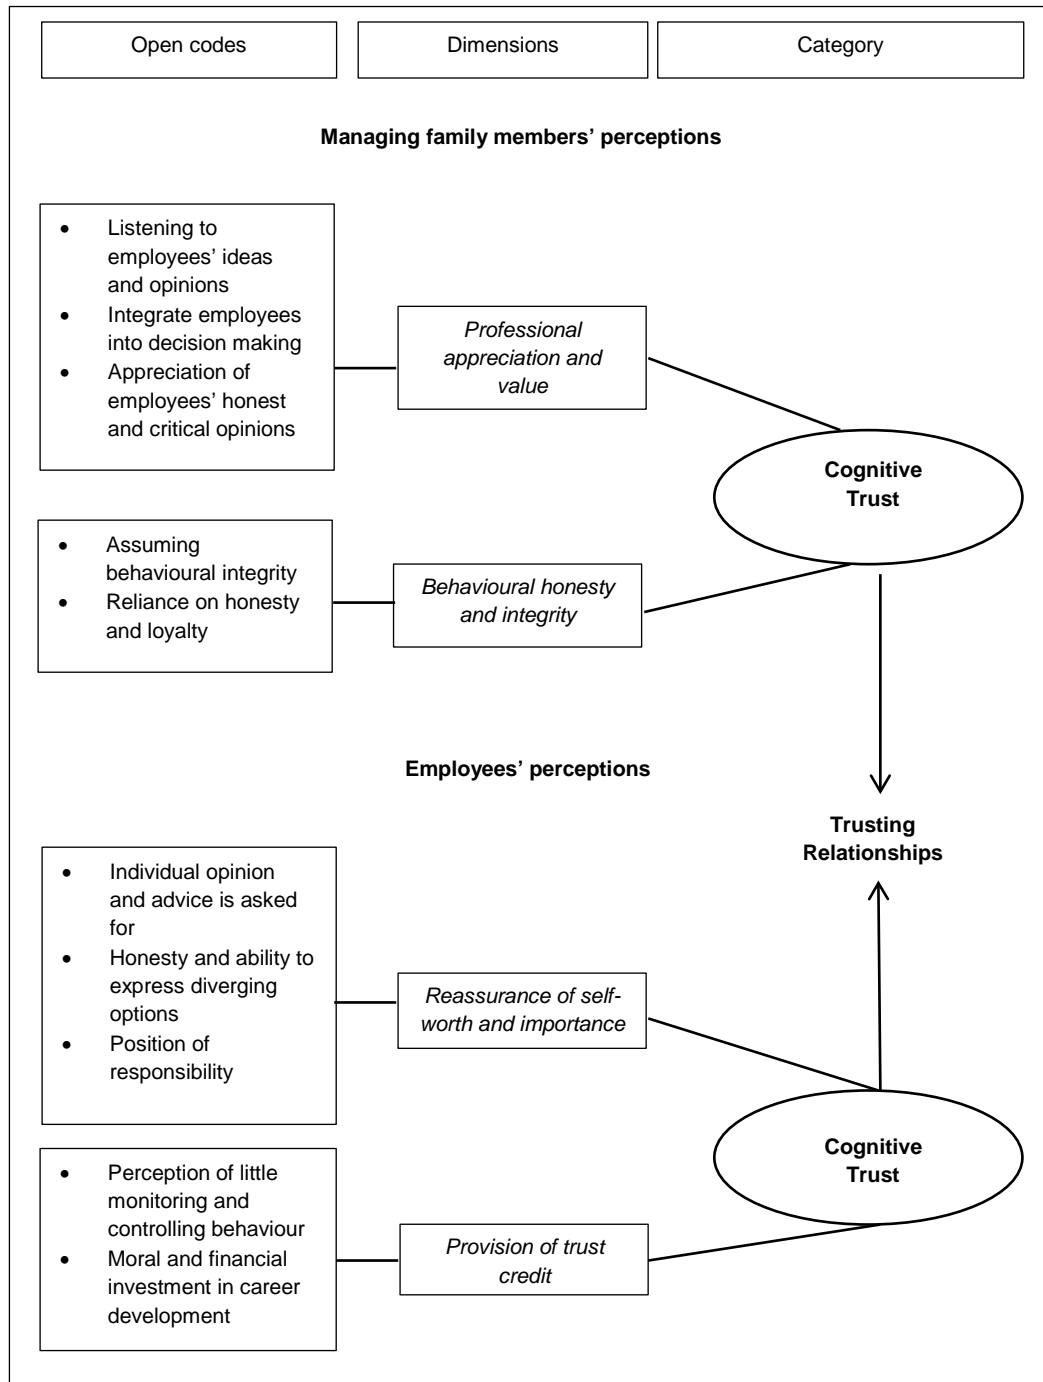 Open codes
Dimensions
Category
Managing family members’ perceptions
• Listening to
employees’ ideas
and opinions
• Integrate employees
into decision making
• Appreciation of
employees’ honest
and critical opinions
Professional
appreciation and
value
Cognitive
Trust
• Assuming
behavioural integrity
• Reliance on honesty
and loyalty
Behavioural honesty
and integrity
Employees’ perceptions
Trusting
Relationships
• Individual opinion
and advice is asked
for
• Honesty and ability to
express diverging
options
• Position of
responsibility
Reassurance of self-
worth and importance
Cognitive
Trust
• Perception of little
monitoring and
controlling behaviour
• Moral and financial
investment in career
development
Provision of trust
credit